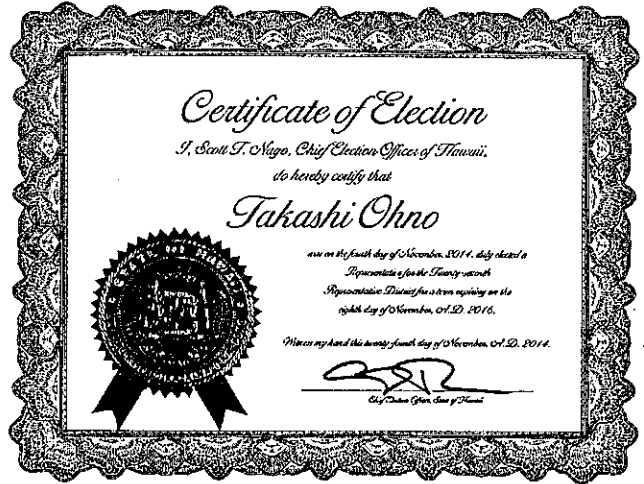 Certificate of Election
I, Scott T. Nago, Chief Election Officer of Hawaii,
do hereby certify that
Takashi Ohno
was on the fourth day of November, 2014, duly elected a
Representative for the Twenty-seventh
Representative District for a term expiring on the
eighth day of November, A.D. 2016.
Witness my hand this twenty-fourth day of November, A.D. 2014.
Chief Election Officer, State of Hawaii
STATE OF HAWAII